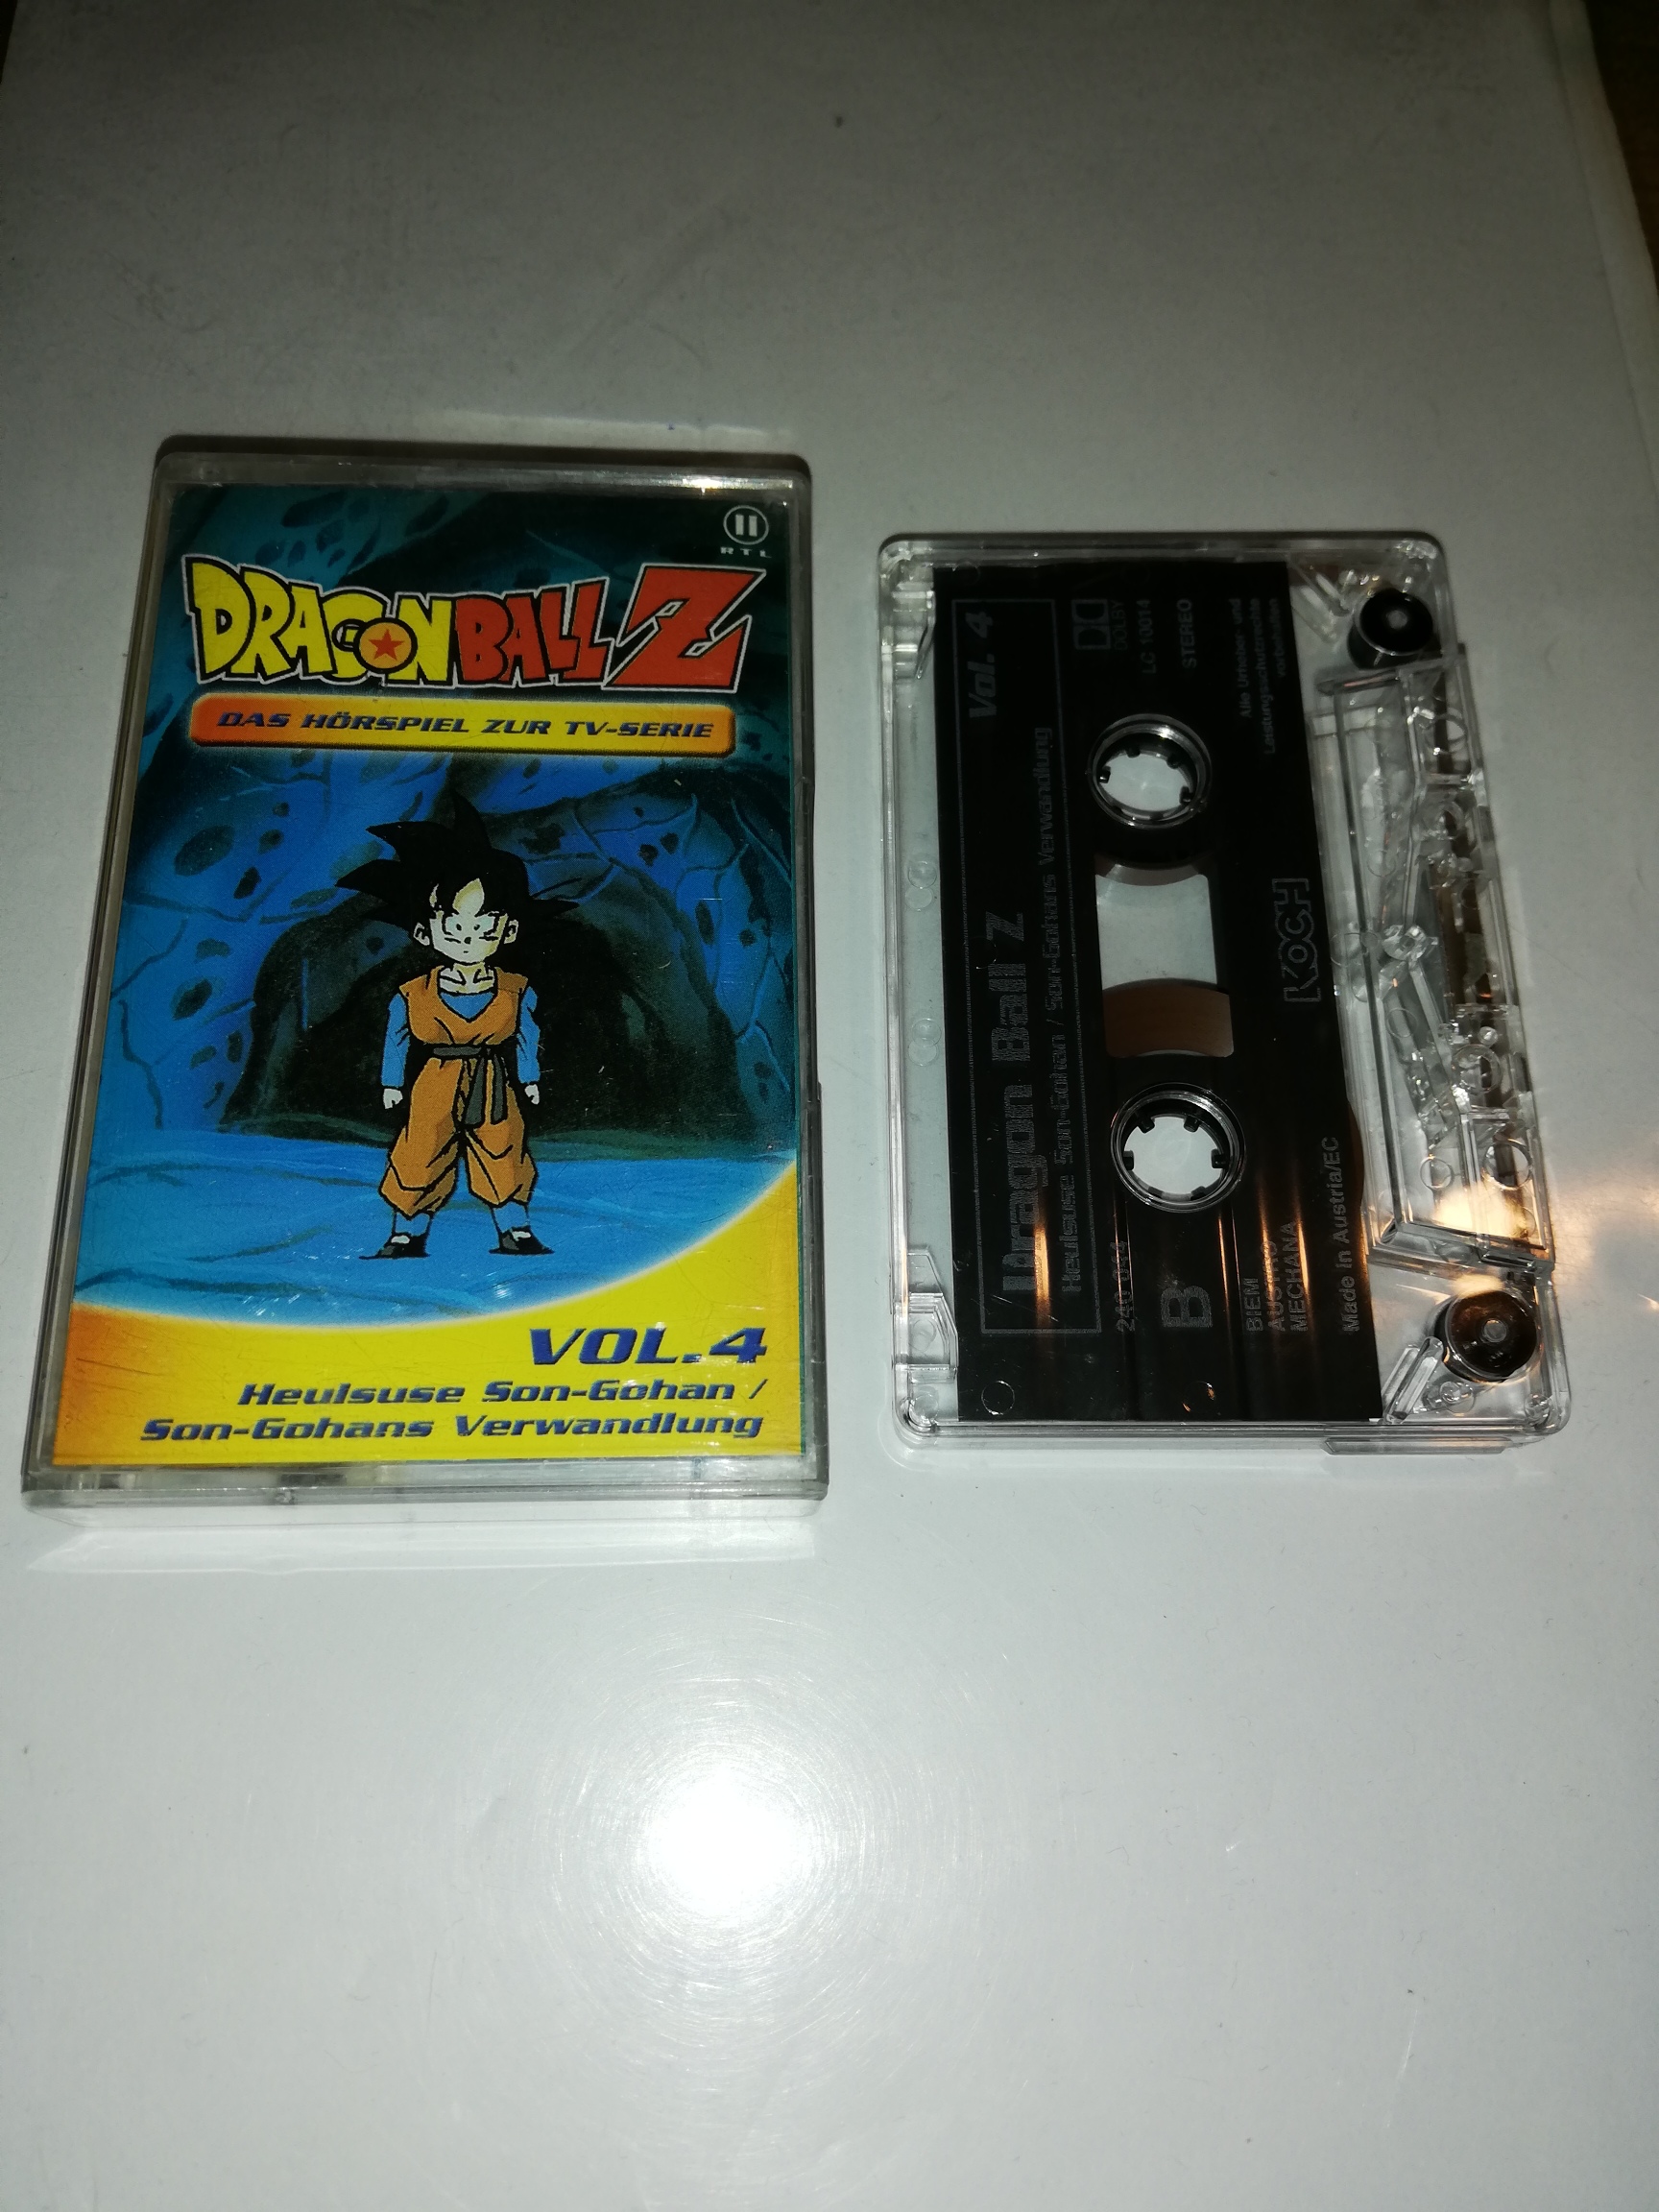 II
RTL
DRAGONBALL Z
DAS HÖRSPIEL ZUR TV-SERIE
VOL.4
Heulsuse Son-Gohan /
Son-Gohans Verwandlung
Dragon Ball Z Vol. 4
Heulsuse Son-Gohan / Son-Gohans Verwandlung
DOLBY
LC 10014
STEREO
B
BIEM
AUSTRO
MECHANA
KOCH
Alle Urheber- und
Leistungsschutzrechte
vorbehalten
Made in Austria/EC